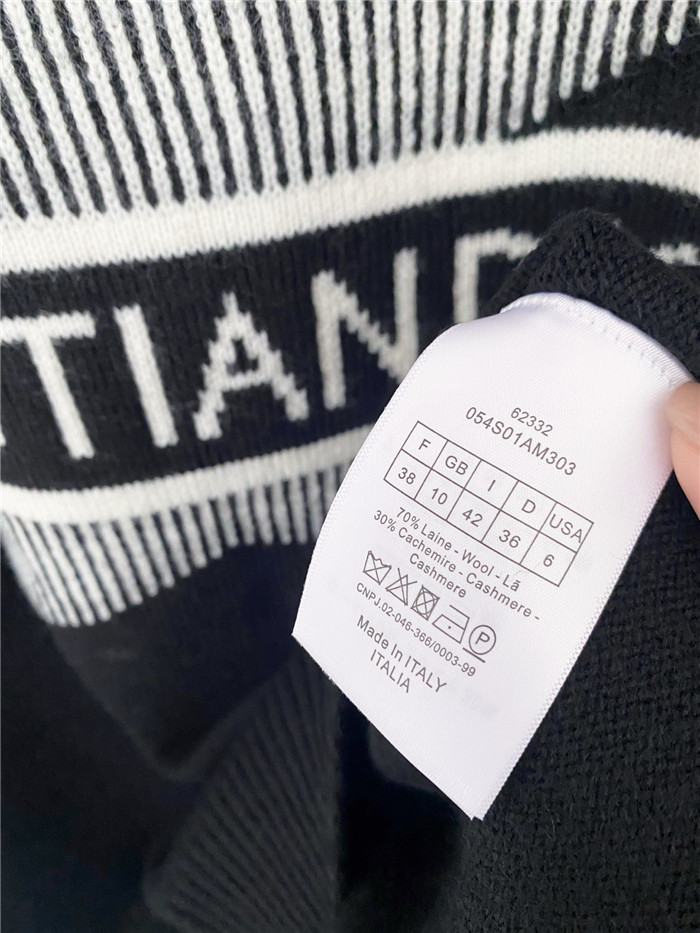 TIAND
62332
054S01AM303
F GB I D USA
38 10 42 36 6
70% Laine - Wool - Lã
30% Cachemire - Cashmere -
Cashmere
P
CNPJ.02-046-366/0003-99
Made in ITALY
ITALIA